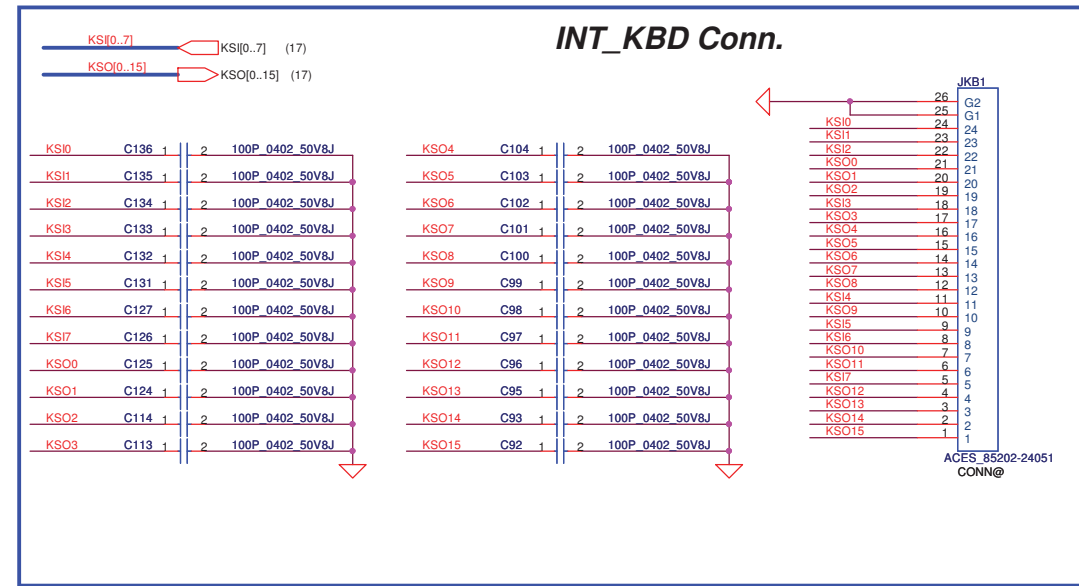 INT_KBD Conn.
KSI[0..7] KSI[0..7] (17)
KSO[0..15] KSO[0..15] (17)
KSI0 C136 1 2 100P_0402_50V8J
KSI1 C135 1 2 100P_0402_50V8J
KSI2 C134 1 2 100P_0402_50V8J
KSI3 C133 1 2 100P_0402_50V8J
KSI4 C132 1 2 100P_0402_50V8J
KSI5 C131 1 2 100P_0402_50V8J
KSI6 C127 1 2 100P_0402_50V8J
KSI7 C126 1 2 100P_0402_50V8J
KSO0 C125 1 2 100P_0402_50V8J
KSO1 C124 1 2 100P_0402_50V8J
KSO2 C114 1 2 100P_0402_50V8J
KSO3 C113 1 2 100P_0402_50V8J
KSO4 C104 1 2 100P_0402_50V8J
KSO5 C103 1 2 100P_0402_50V8J
KSO6 C102 1 2 100P_0402_50V8J
KSO7 C101 1 2 100P_0402_50V8J
KSO8 C100 1 2 100P_0402_50V8J
KSO9 C99 1 2 100P_0402_50V8J
KSO10 C98 1 2 100P_0402_50V8J
KSO11 C97 1 2 100P_0402_50V8J
KSO12 C96 1 2 100P_0402_50V8J
KSO13 C95 1 2 100P_0402_50V8J
KSO14 C93 1 2 100P_0402_50V8J
KSO15 C92 1 2 100P_0402_50V8J
JKB1
26 G2
25 G1
KSI0 24 24
KSI1 23 23
KSI2 22 22
KSO0 21 21
KSO1 20 20
KSO2 19 19
KSI3 18 18
KSO3 17 17
KSO4 16 16
KSO5 15 15
KSO6 14 14
KSO7 13 13
KSO8 12 12
KSI4 11 11
KSO9 10 10
KSI5 9 9
KSI6 8 8
KSO10 7 7
KSO11 6 6
KSI7 5 5
KSO12 4 4
KSO13 3 3
KSO14 2 2
KSO15 1 1
ACES_85202-24051
CONN@